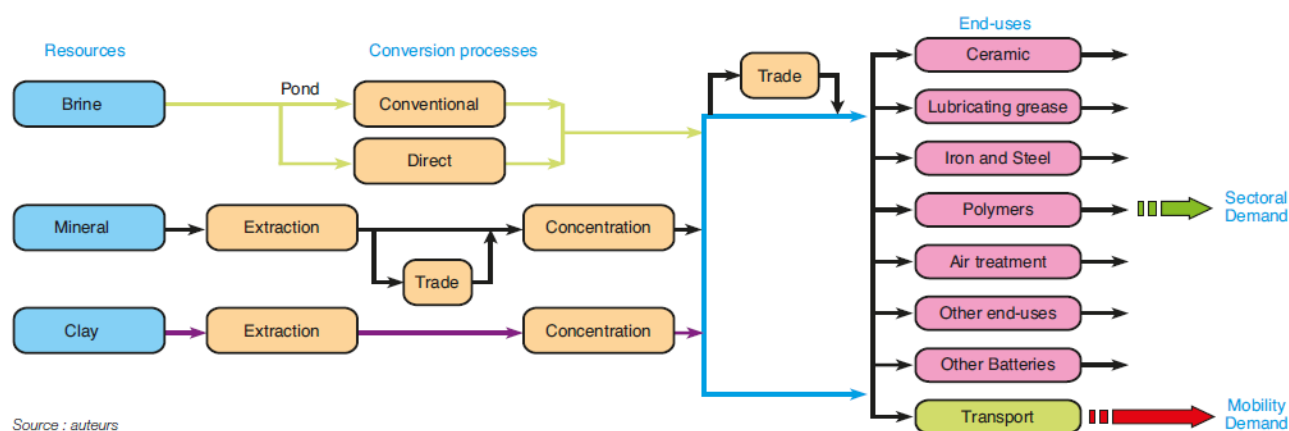 Resources
Conversion processes
End-uses
Brine
Pond
Conventional
Direct
Mineral
Extraction
Trade
Concentration
Clay
Extraction
Concentration
Trade
Ceramic
Lubricating grease
Iron and Steel
Polymers
Air treatment
Other end-uses
Other Batteries
Transport
Sectoral
Demand
Mobility
Demand
Source : auteurs